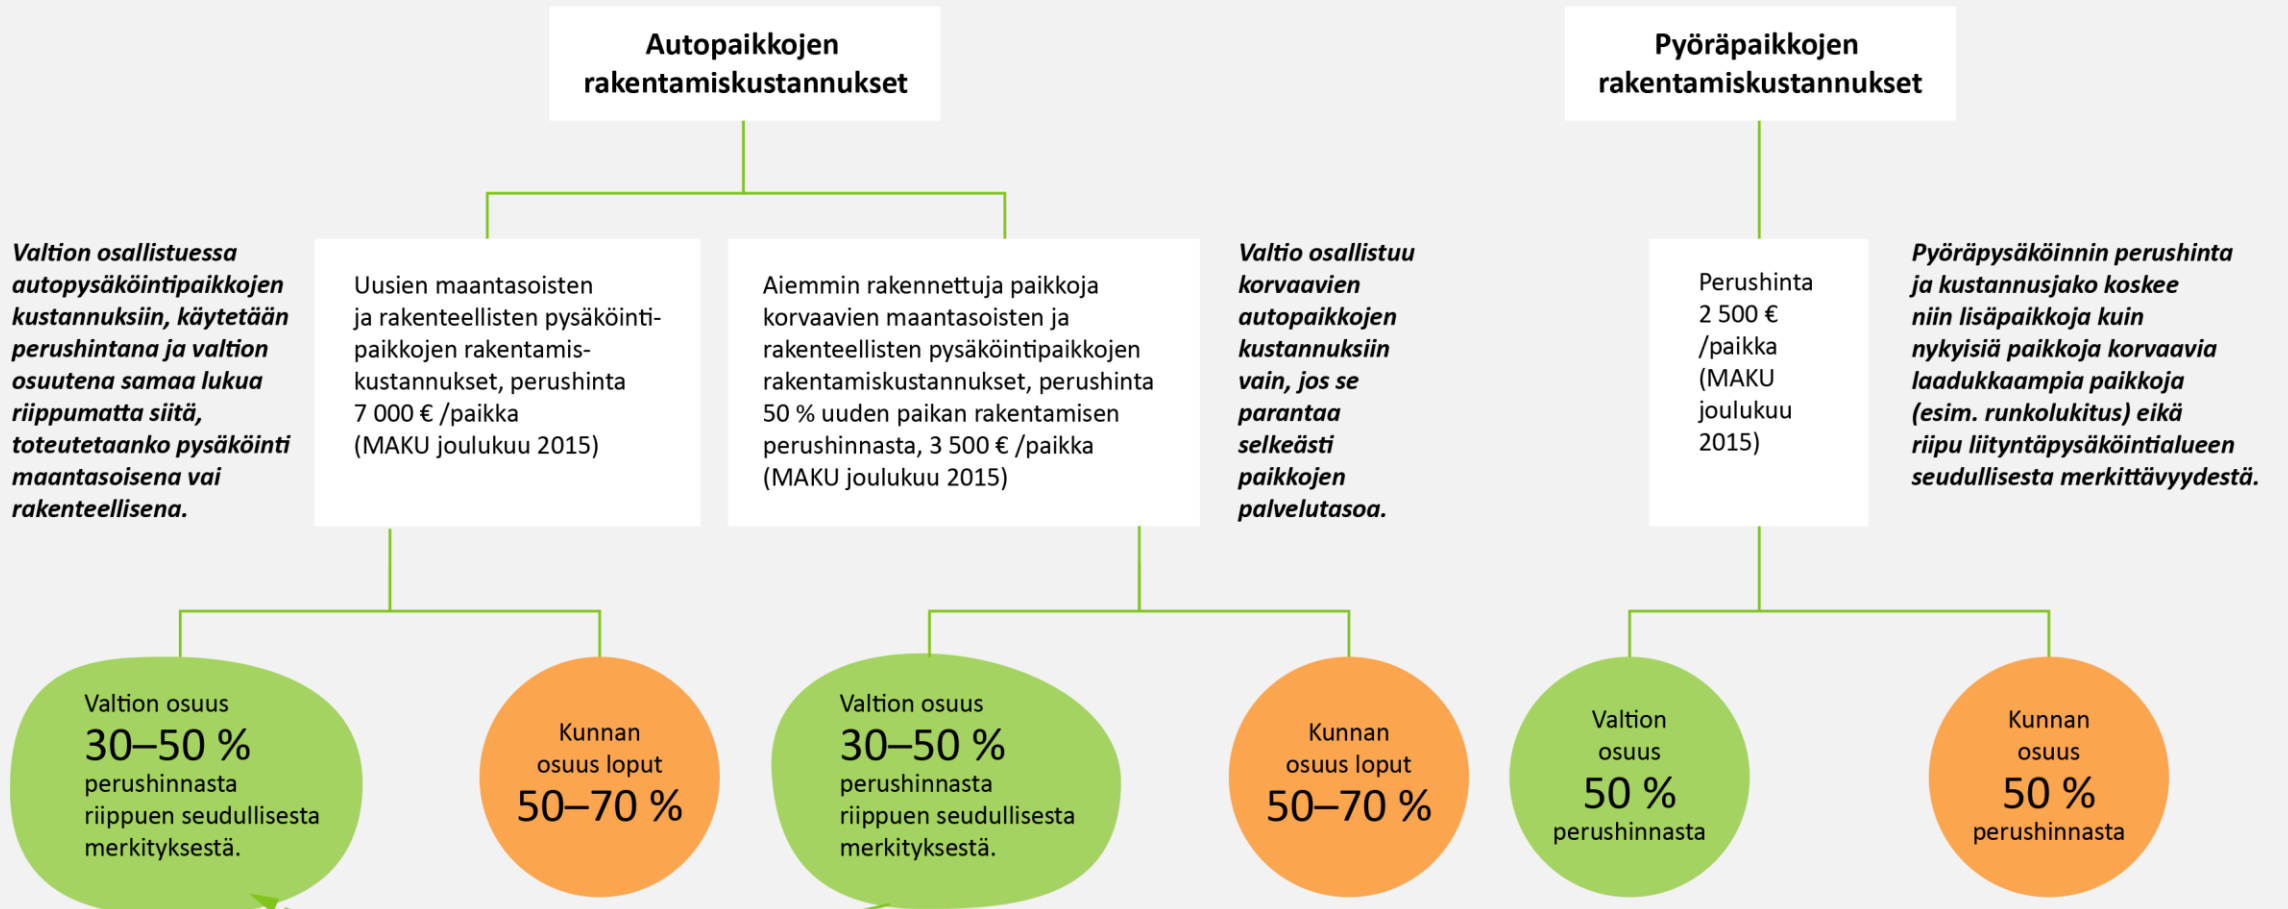 Autopaikkojen
rakentamiskustannukset
Pyöräpaikkojen
rakentamiskustannukset
Valtion osallistuessa
autopysäköintipaikkojen
kustannuksiin, käytetään
perushintana ja valtion
osuutena samaa lukua
riippumatta siitä,
toteutetaanko pysäköinti
maantasoisena vai
rakenteellisena.
Uusien maantasoisten
ja rakenteellisten pysäköinti-
paikkojen rakentamis-
kustannukset, perushinta
7 000 € /paikka
(MAKU joulukuu 2015)
Aiemmin rakennettuja paikkoja
korvaavien maantasoisten ja
rakenteellisten pysäköintipaikkojen
rakentamiskustannukset, perushinta
50 % uuden paikan rakentamisen
perushinnasta, 3 500 € /paikka
(MAKU joulukuu 2015)
Valtio osallistuu
korvaavien
autopaikkojen
kustannuksiin
vain, jos se
parantaa
selkeästi
paikkojen
palvelutasoa.
Perushinta
2 500 €
/paikka
(MAKU
joulukuu
2015)
Pyöräpysäköinnin perushinta
ja kustannusjako koskee
niin lisäpaikkoja kuin
nykyisiä paikkoja korvaavia
laadukkaampia paikkoja
(esim. runkolukitus) eikä
riipu liityntäpysäköintialueen
seudullisesta merkittävyydestä.
Valtion osuus
30–50 %
perushinnasta
riippuen seudullisesta
merkityksestä.
Kunnan
osuus loput
50–70 %
Valtion osuus
30–50 %
perushinnasta
riippuen seudullisesta
merkityksestä.
Kunnan
osuus loput
50–70 %
Valtion
osuus
50 %
perushinnasta
Kunnan
osuus
50 %
perushinnasta